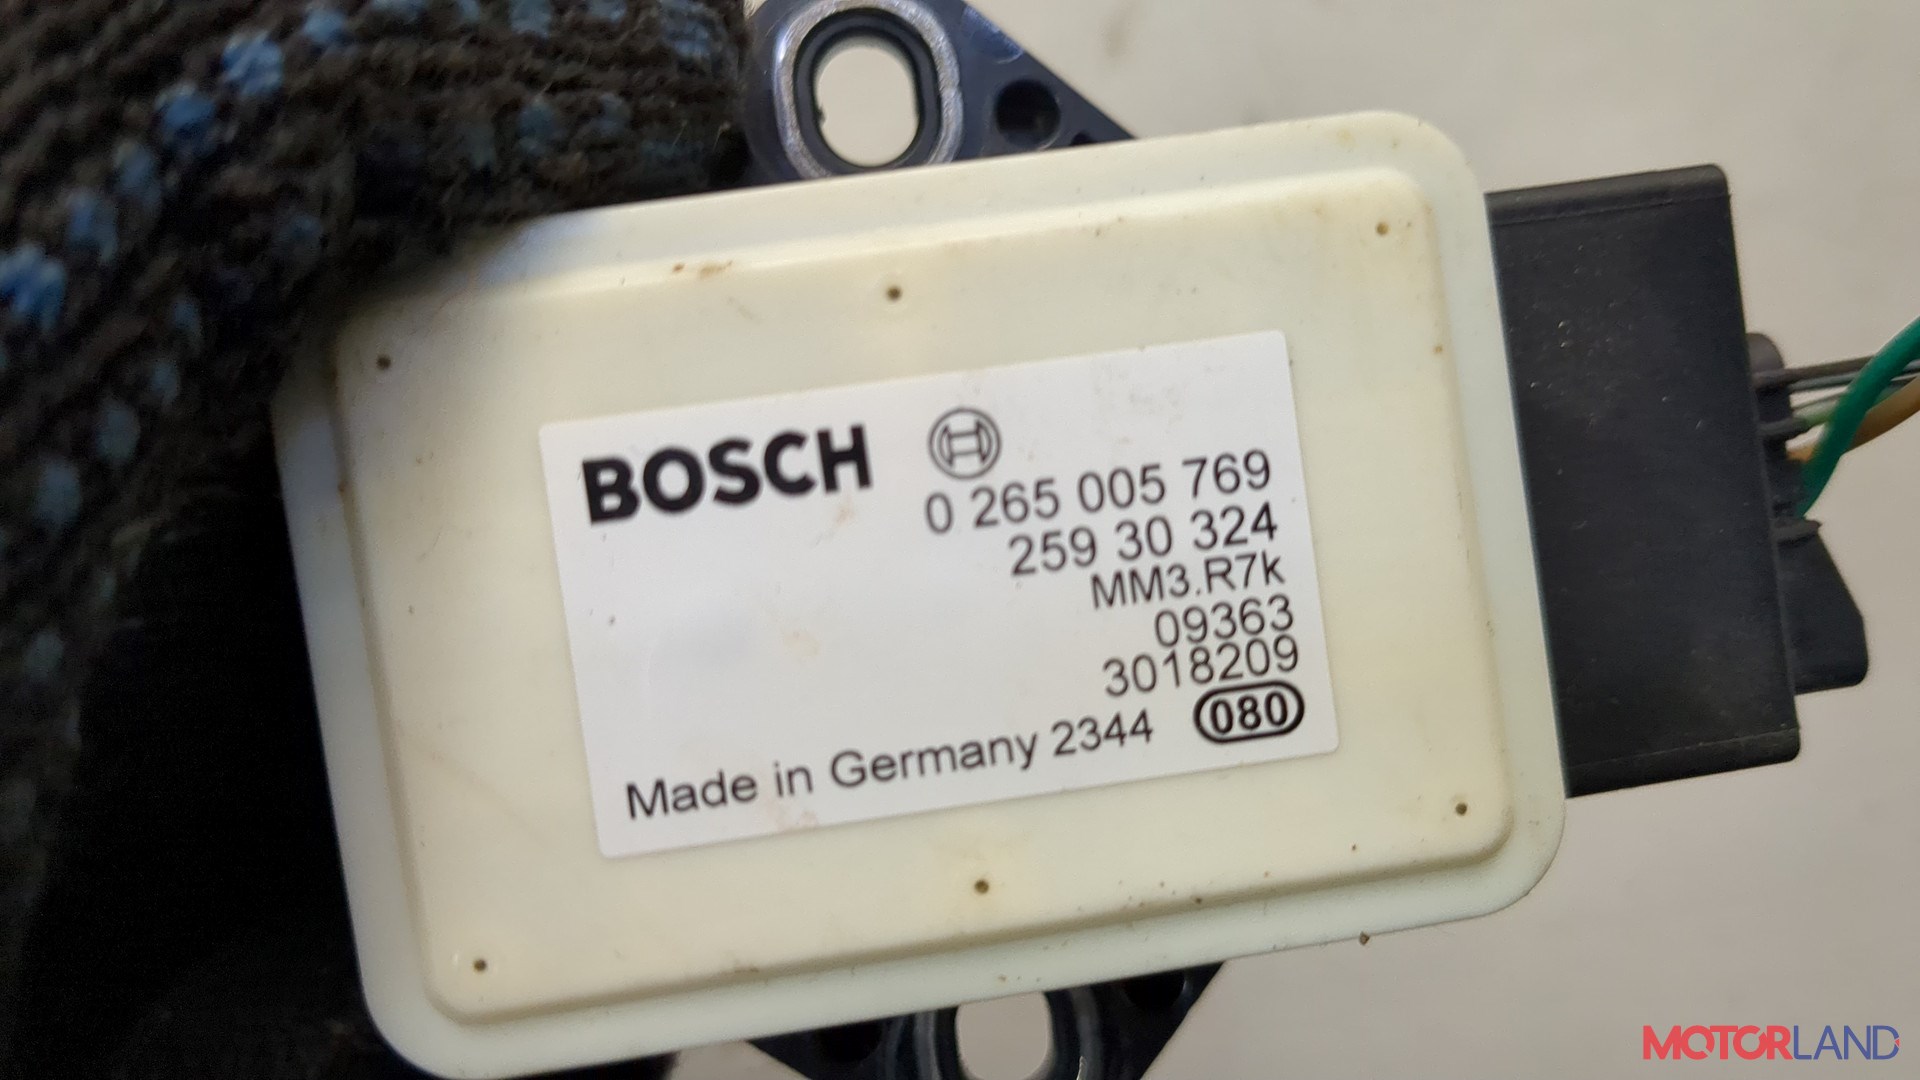 BOSCH
0 265 005 769
259 30 324
MM3.R7k
09363
3018209
Made in Germany 2344 080
MOTORLAND